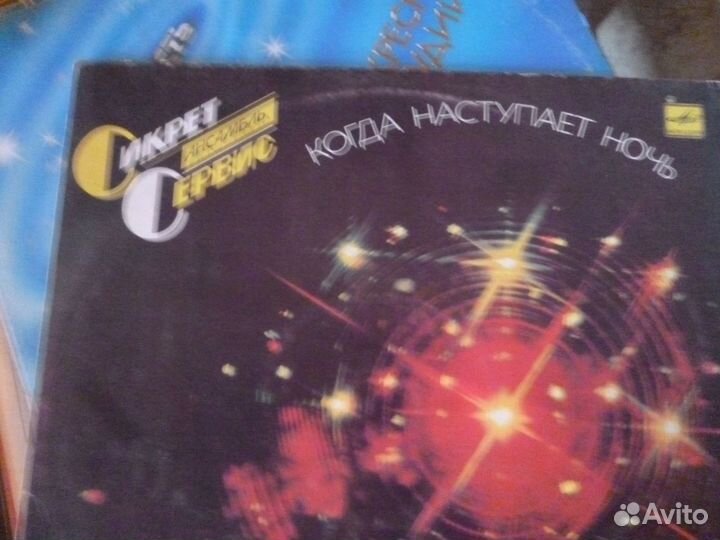 СИКРЕТ
АНСАМБЛЬ
СЕРВИС
КОГДА НАСТУПАЕТ НОЧЬ
Avito